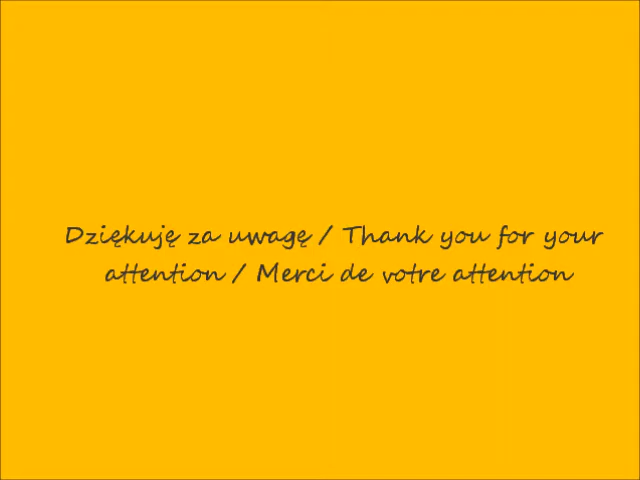 Dziękuję za uwagę / Thank you for your
attention / Merci de votre attention